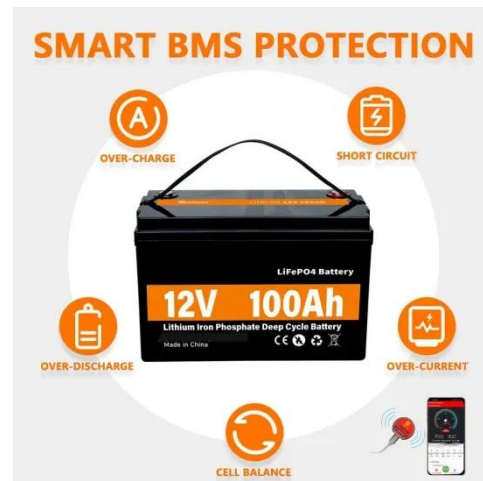 SMART BMS PROTECTION
OVER-CHARGE
SHORT CIRCUIT
LiFePO4 Battery
12V 100Ah
Lithium Iron Phosphate Deep Cycle Battery
Made in China
CE
OVER-DISCHARGE
OVER-CURRENT
CELL BALANCE